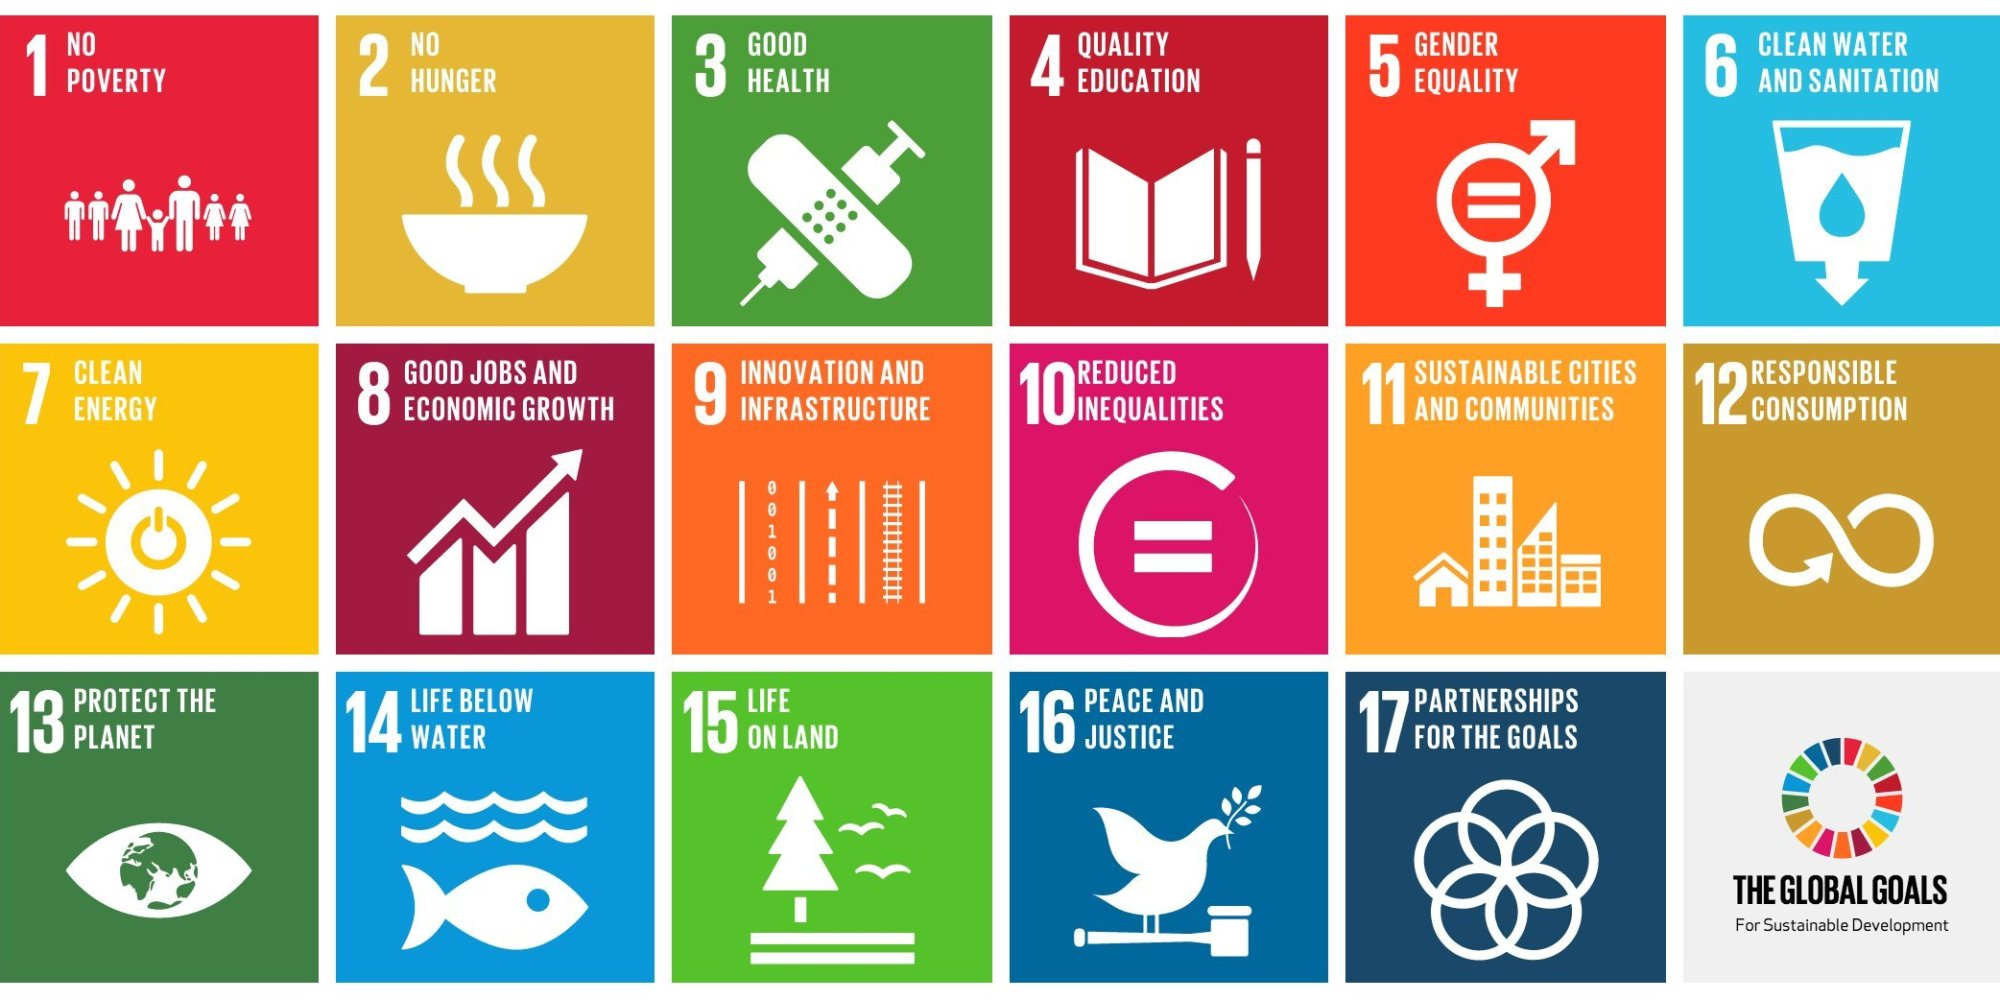 1 NO
POVERTY
2 NO
HUNGER
3 GOOD
HEALTH
4 QUALITY
EDUCATION
5 GENDER
EQUALITY
6 CLEAN WATER
AND SANITATION
7 CLEAN
ENERGY
8 GOOD JOBS AND
ECONOMIC GROWTH
9 INNOVATION AND
INFRASTRUCTURE
0
0
1
0
0
1
10 REDUCED
INEQUALITIES
11 SUSTAINABLE CITIES
AND COMMUNITIES
12 RESPONSIBLE
CONSUMPTION
13 PROTECT THE
PLANET
14 LIFE BELOW
WATER
15 LIFE
ON LAND
16 PEACE AND
JUSTICE
17 PARTNERSHIPS
FOR THE GOALS
THE GLOBAL GOALS
For Sustainable Development